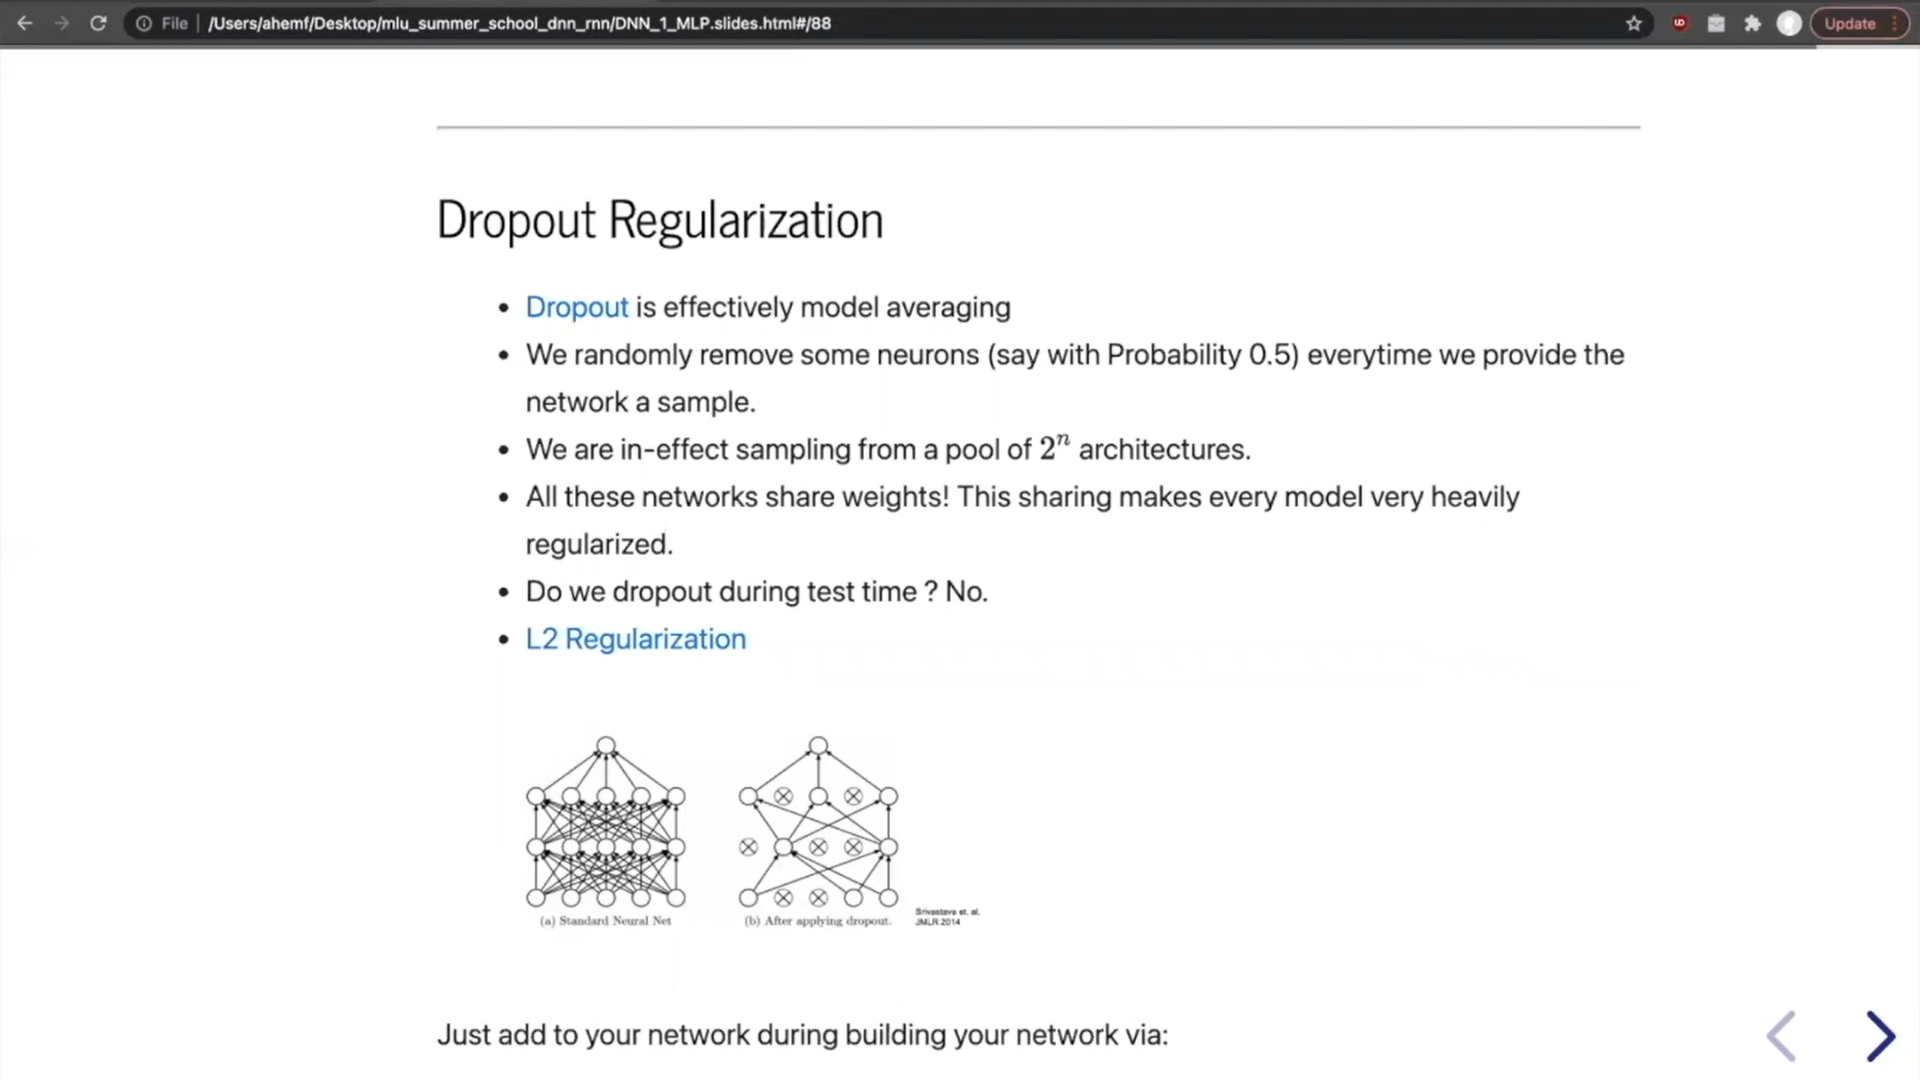 File | /Users/ahemf/Desktop/mlu_summer_school_dnn_rnn/DNN_1_MLP.slides.html#/88
Update
Dropout Regularization
• Dropout is effectively model averaging
• We randomly remove some neurons (say with Probability 0.5) everytime we provide the
network a sample.
• We are in-effect sampling from a pool of 2ⁿ architectures.
• All these networks share weights! This sharing makes every model very heavily
regularized.
• Do we dropout during test time ? No.
• L2 Regularization
(a) Standard Neural Net
(b) After applying dropout.
Srivastava et. al.
JMLR 2014
Just add to your network during building your network via: